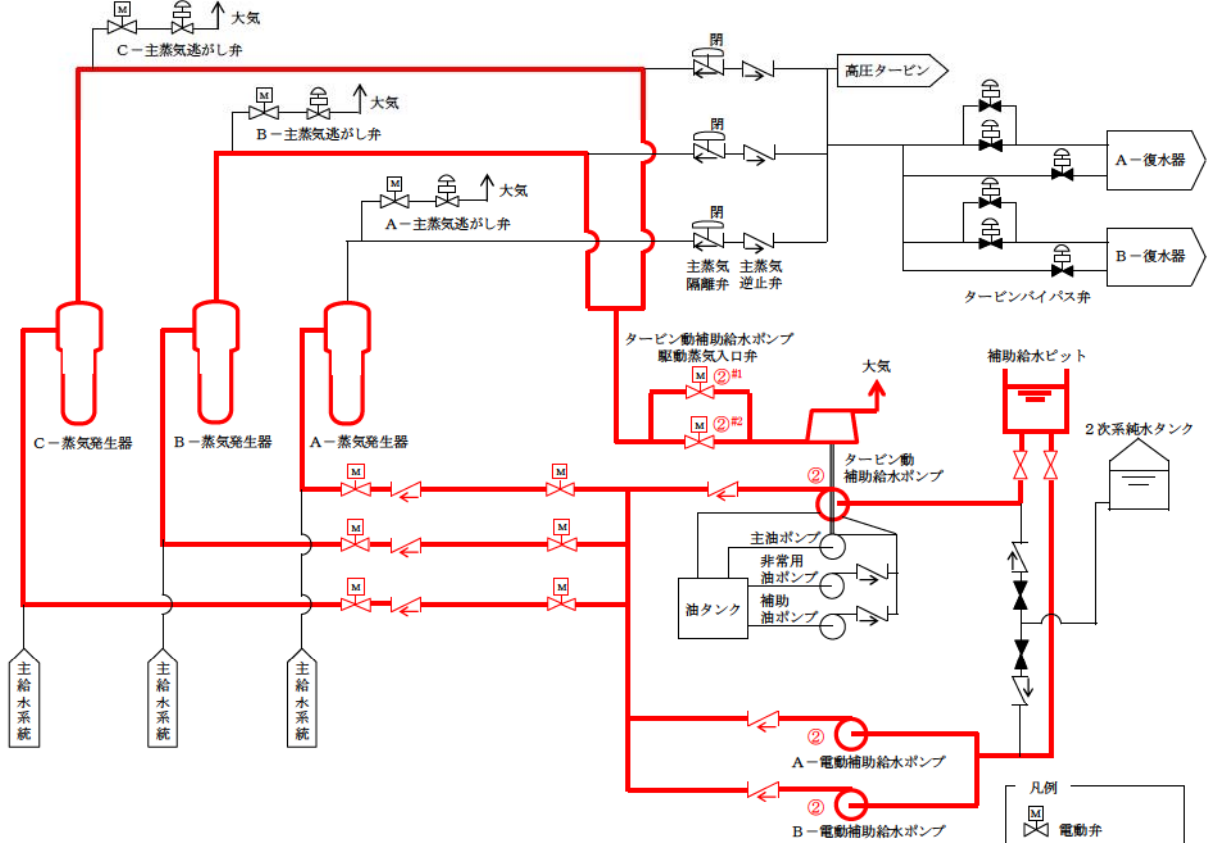 M
大気
C－主蒸気逃がし弁
M
大気
B－主蒸気逃がし弁
M
大気
A－主蒸気逃がし弁
閉
閉
閉
主蒸気
隔離弁
主蒸気
逆止弁
高圧タービン
A－復水器
B－復水器
タービンバイパス弁
C－蒸気発生器
B－蒸気発生器
A－蒸気発生器
タービン動補助給水ポンプ
駆動蒸気入口弁
M
②#1
M
②#2
大気
補助給水ピット
2次系純水タンク
②
タービン動
補助給水ポンプ
M
M
M
M
M
M
主油ポンプ
非常用
油ポンプ
補助
油ポンプ
油タンク
主給水系統
主給水系統
主給水系統
②
A－電動補助給水ポンプ
②
B－電動補助給水ポンプ
凡例
M
電動弁